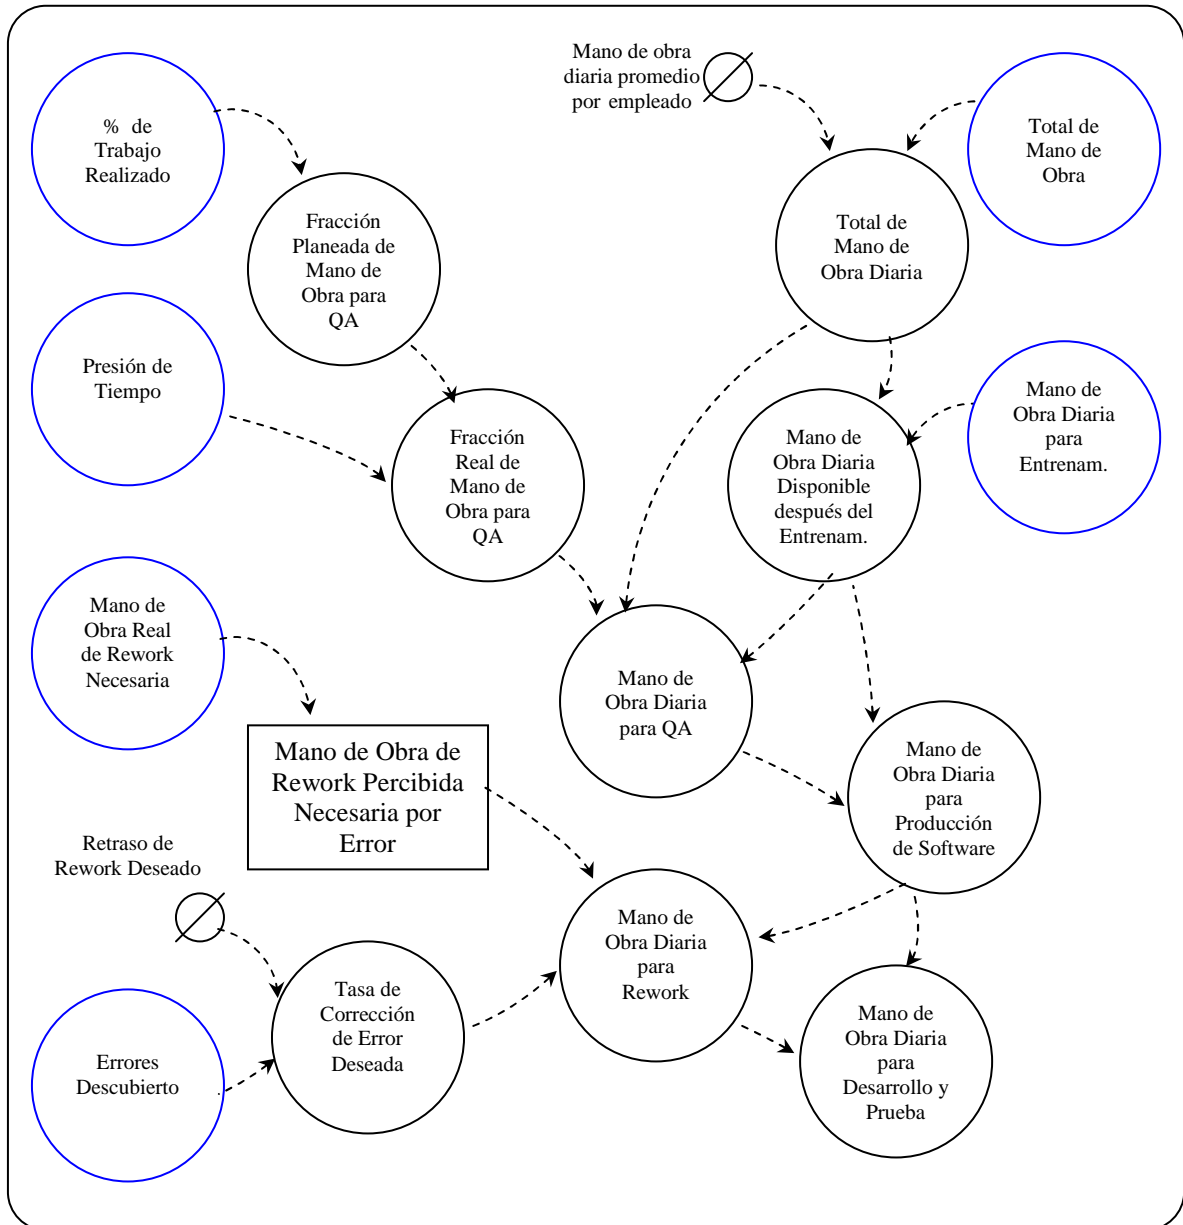 Mano de obra
diaria promedio
por empleado
% de
Trabajo
Realizado
Total de
Mano de
Obra
Fracción
Planeada de
Mano de
Obra para
QA
Total de
Mano de
Obra Diaria
Presión de
Tiempo
Mano de
Obra Diaria
para
Entrenam.
Fracción
Real de
Mano de
Obra para
QA
Mano de
Obra Diaria
Disponible
después del
Entrenam.
Mano de
Obra Real
de Rework
Necesaria
Mano de
Obra Diaria
para QA
Mano de Obra de
Rework Percibida
Necesaria por
Error
Mano de
Obra Diaria
para
Producción
de Software
Retraso de
Rework Deseado
Mano de
Obra Diaria
para
Rework
Tasa de
Corrección
de Error
Deseada
Errores
Descubierto
Mano de
Obra Diaria
para
Desarrollo y
Prueba